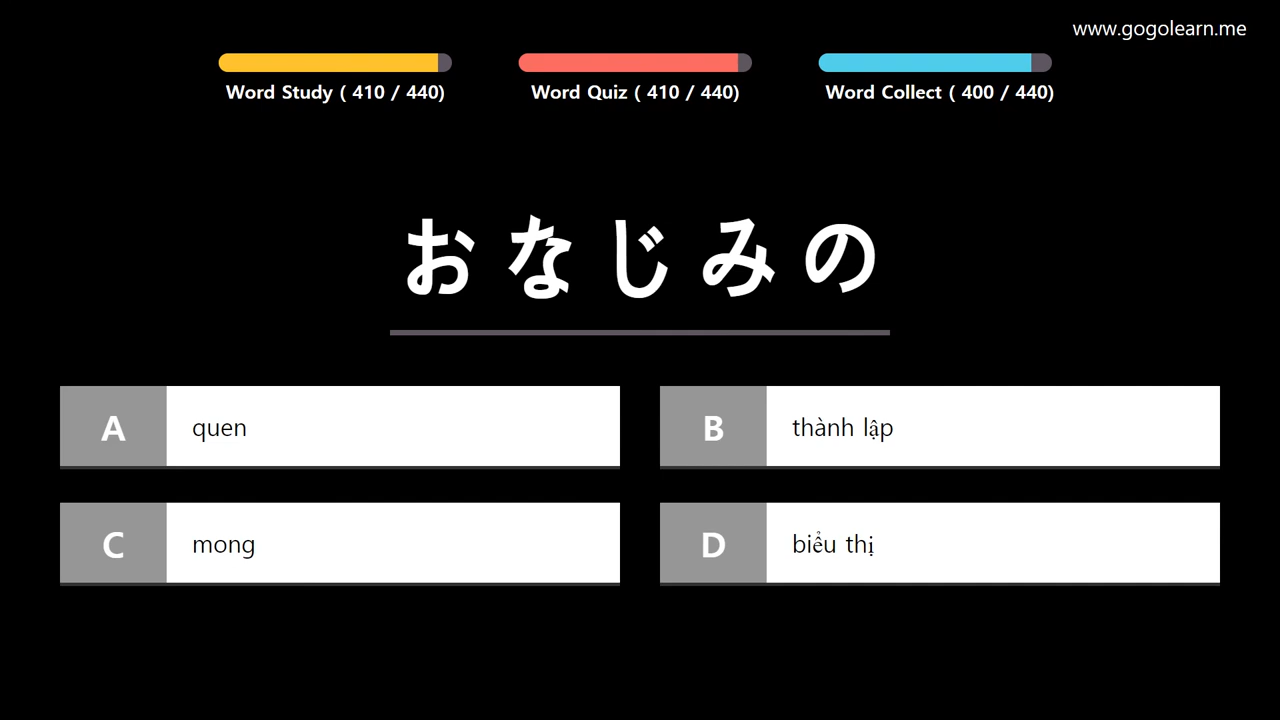 www.gogolearn.me
Word Study ( 410 / 440)
Word Quiz ( 410 / 440)
Word Collect ( 400 / 440)
おなじみの
A
quen
B
thành lập
C
mong
D
biểu thị